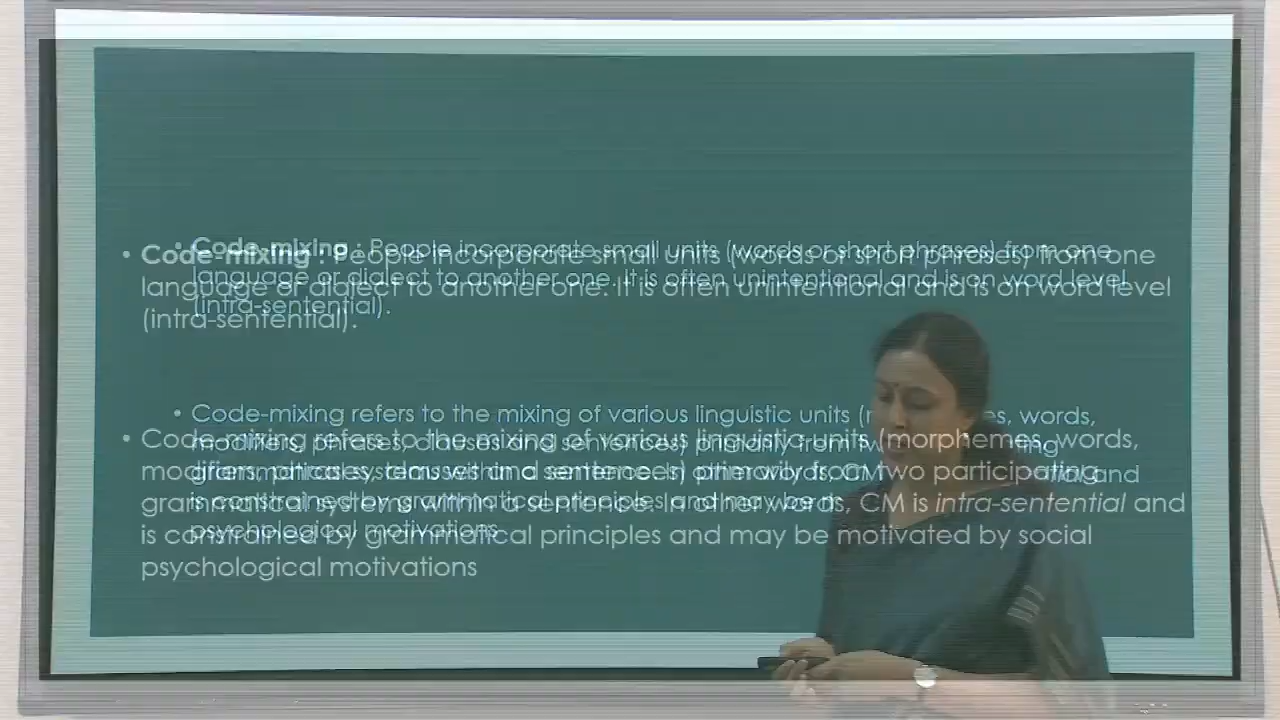 • Code-mixing : People incorporate small units (words or short phrases) from one
language or dialect to another one. It is often unintentional and is on word level
(intra-sentential).
• Code-mixing refers to the mixing of various linguistic units (morphemes, words,
modifiers, phrases, clauses and sentences) primarily from two participating
grammatical systems within a sentence. In other words, CM is intra-sentential and
is constrained by grammatical principles and may be motivated by social
psychological motivations